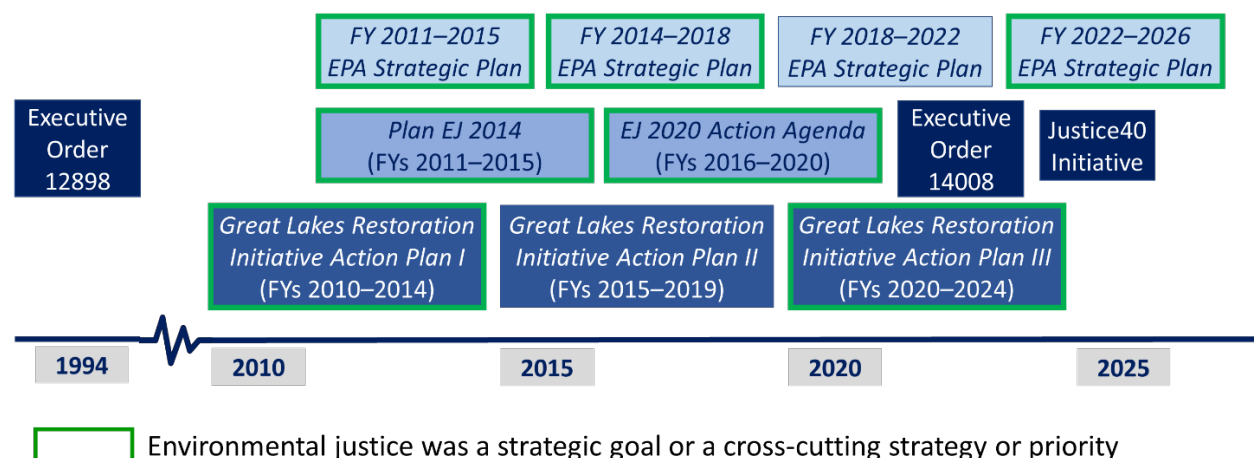 FY 2011–2015
EPA Strategic Plan
FY 2014–2018
EPA Strategic Plan
FY 2018–2022
EPA Strategic Plan
FY 2022–2026
EPA Strategic Plan
Executive
Order
12898
Plan EJ 2014
(FYs 2011–2015)
EJ 2020 Action Agenda
(FYs 2016–2020)
Executive
Order
14008
Justice40
Initiative
Great Lakes Restoration
Initiative Action Plan I
(FYs 2010–2014)
Great Lakes Restoration
Initiative Action Plan II
(FYs 2015–2019)
Great Lakes Restoration
Initiative Action Plan III
(FYs 2020–2024)
1994
2010
2015
2020
2025
Environmental justice was a strategic goal or a cross-cutting strategy or priority